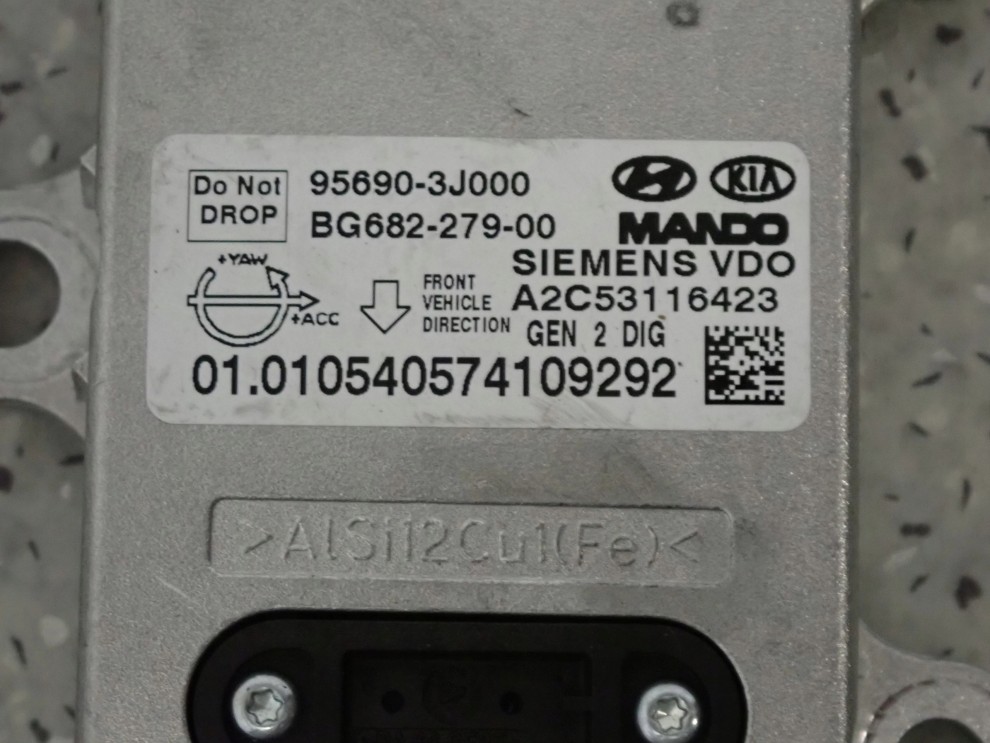 Do Not
DROP
95690-3J000
BG682-279-00
KIA
MANDO
SIEMENS VDO
+YAW
+ACC
FRONT
VEHICLE
DIRECTION
A2C53116423
GEN 2 DIG
01.010540574109292
>AlSi12Cu1(Fe)<